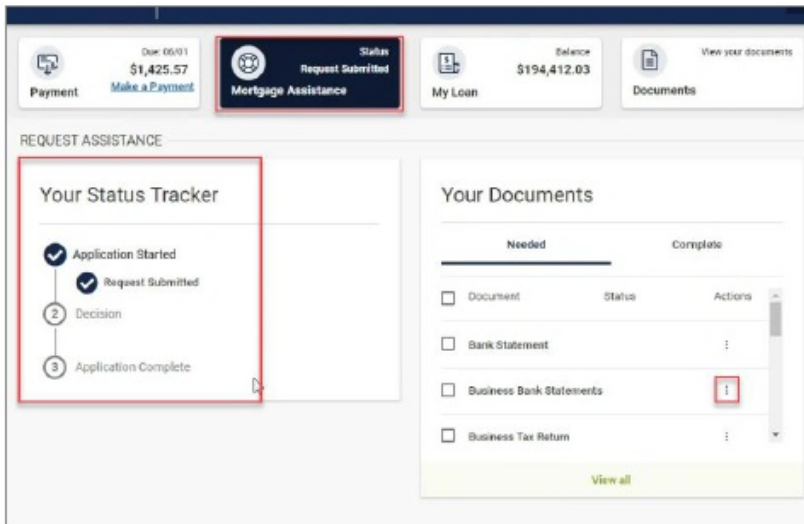 Due: 06/01
$1,425.57
Make a Payment
Payment
Status
Request Submitted
Mortgage Assistance
Balance
$194,412.03
My Loan
View your documents
Documents
REQUEST ASSISTANCE
Your Status Tracker
Application Started
Request Submitted
2 Decision
3 Application Complete
Your Documents
Needed Complete
Document Status Actions
Bank Statement
Business Bank Statements
Business Tax Return
View all